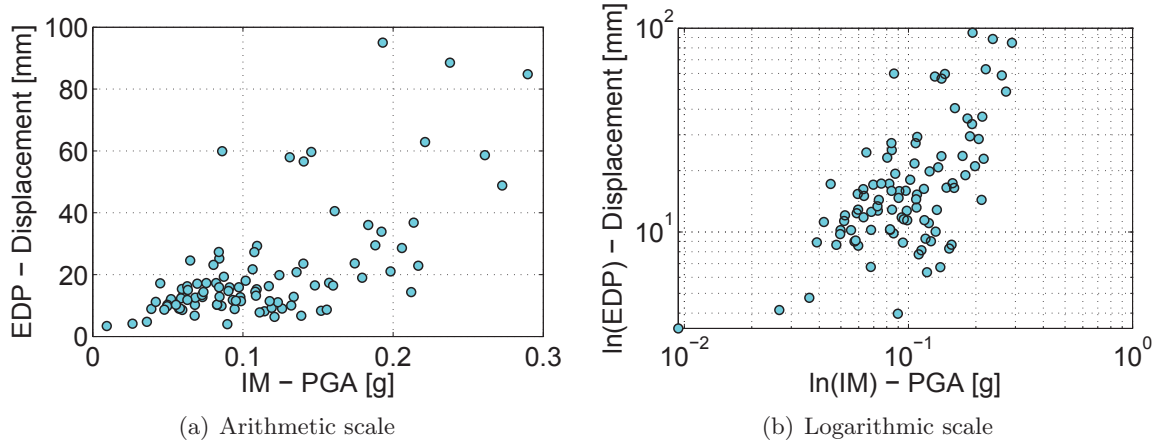 100
80
60
40
20
0
EDP − Displacement [mm]
0 0.1 0.2 0.3
IM − PGA [g]
(a) Arithmetic scale
10^2
10^1
ln(EDP) − Displacement [mm]
10^−2 10^−1 10^0
ln(IM) − PGA [g]
(b) Logarithmic scale